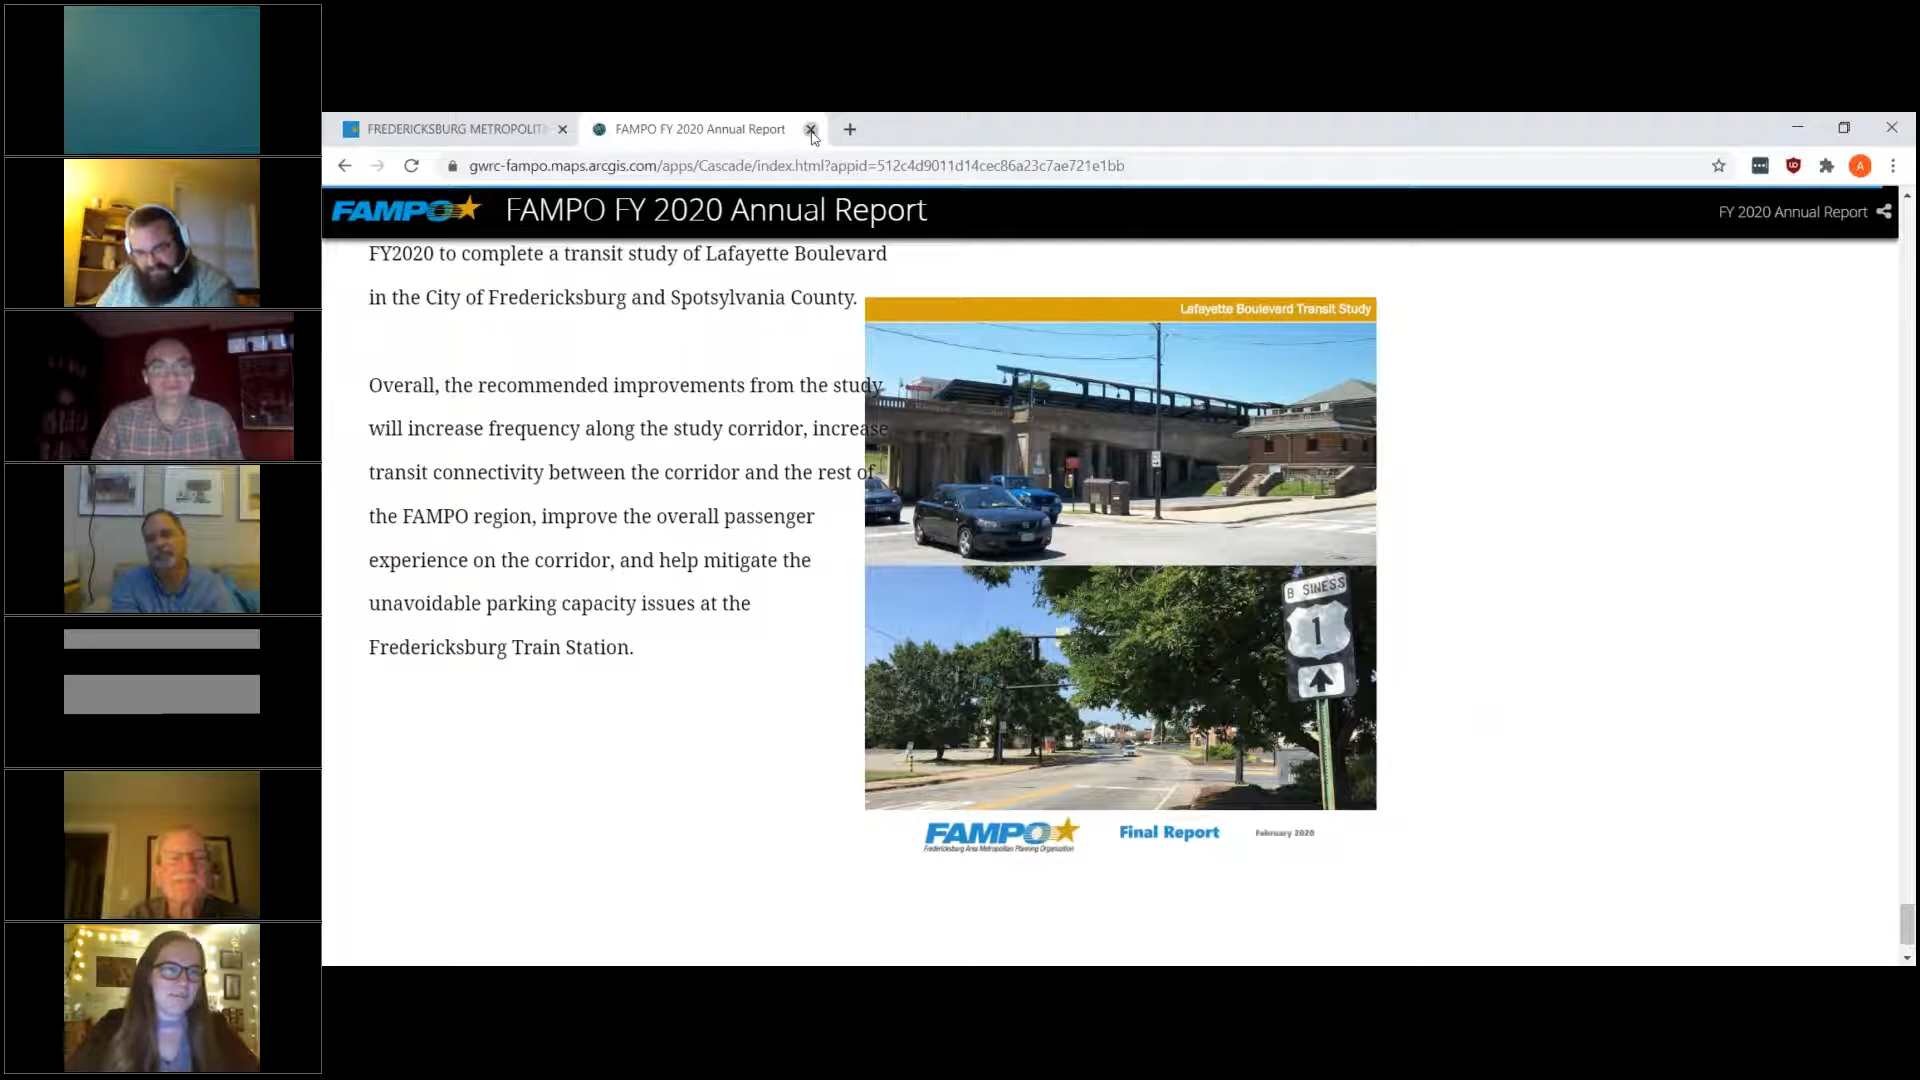 FREDERICKSBURG METROPOLIT
FAMPO FY 2020 Annual Report
gwrc-fampo.maps.arcgis.com/apps/Cascade/index.html?appid=512c4d9011d14cec86a23c7ae721e1bb
A
FAMPO
FAMPO FY 2020 Annual Report
FY 2020 Annual Report
FY2020 to complete a transit study of Lafayette Boulevard
in the City of Fredericksburg and Spotsylvania County.
Lafayette Boulevard Transit Study
Overall, the recommended improvements from the study
will increase frequency along the study corridor, increase
transit connectivity between the corridor and the rest of
the FAMPO region, improve the overall passenger
experience on the corridor, and help mitigate the
unavoidable parking capacity issues at the
Fredericksburg Train Station.
B SINESS
1
FAMPO
Fredericksburg Area Metropolitan Planning Organization
Final Report
February 2020